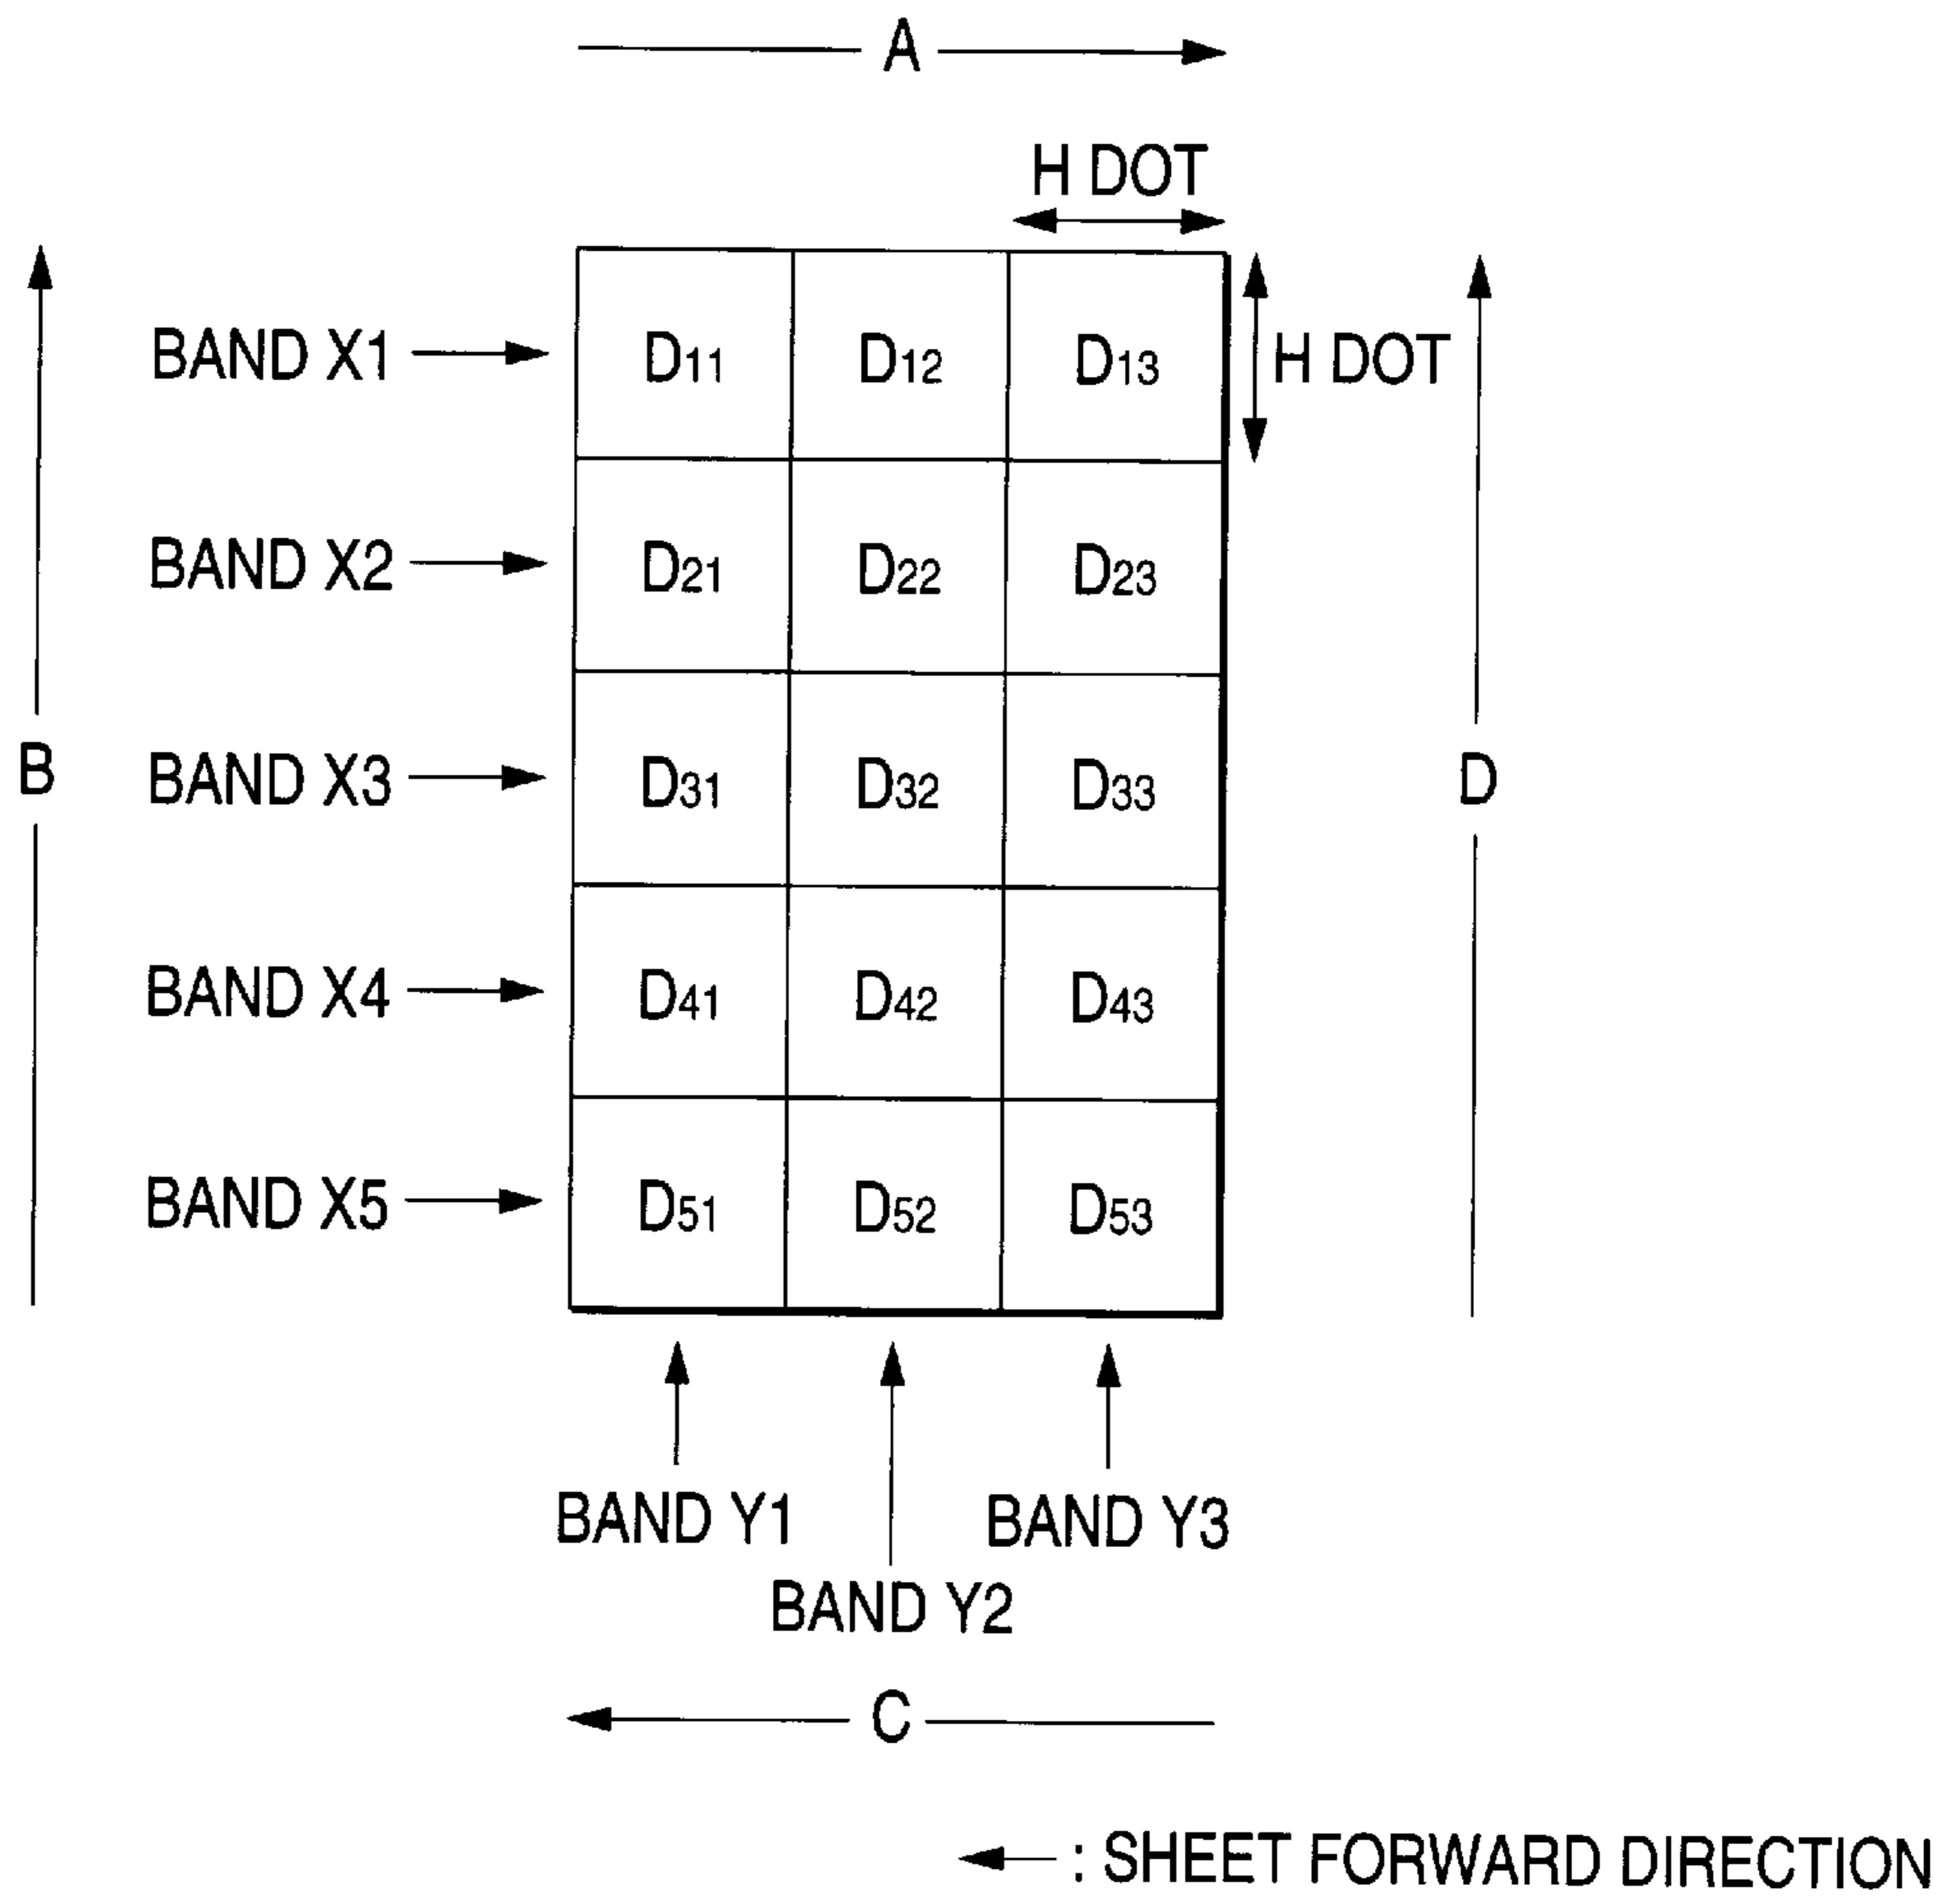 A
H DOT
BAND X1 D11 D12 D13 H DOT
BAND X2 D21 D22 D23
B BAND X3 D31 D32 D33 D
BAND X4 D41 D42 D43
BAND X5 D51 D52 D53
BAND Y1 BAND Y3
BAND Y2
C
: SHEET FORWARD DIRECTION